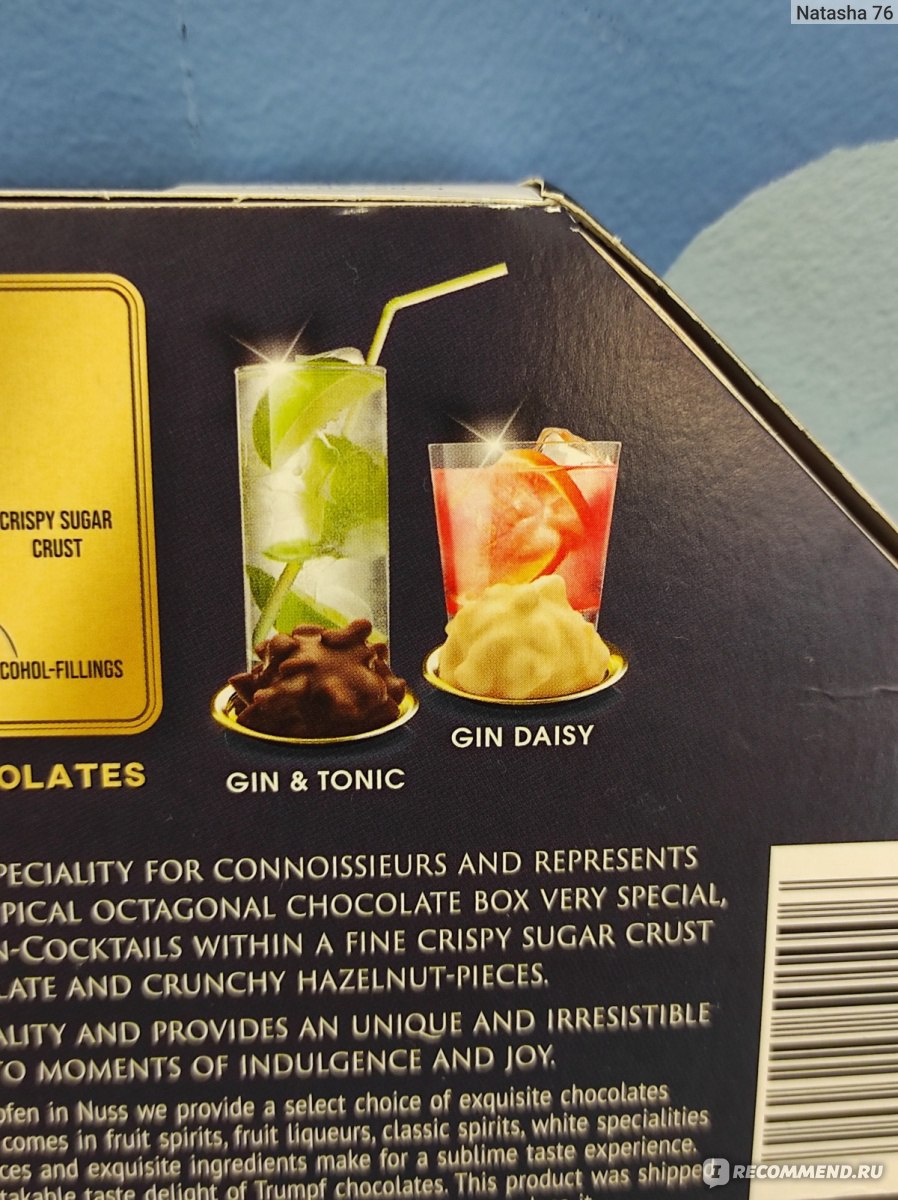 Natasha 76
CRISPY SUGAR
CRUST
COHOL-FILLINGS
OLATES
GIN & TONIC
GIN DAISY
PECIALITY FOR CONNOISSIEURS AND REPRESENTS
PICAL OCTAGONAL CHOCOLATE BOX VERY SPECIAL,
N-COCKTAILS WITHIN A FINE CRISPY SUGAR CRUST
LATE AND CRUNCHY HAZELNUT-PIECES.
ALITY AND PROVIDES AN UNIQUE AND IRRESISTIBLE
TO MOMENTS OF INDULGENCE AND JOY.
pfen in Nuss we provide a select choice of exquisite chocolates
comes in fruit spirits, fruit liqueurs, classic spirits, white specialities
ces and exquisite ingredients make for a sublime taste experience.
takable taste delight of Trumpf chocolates. This product was shippe
IRECOMMEND.RU